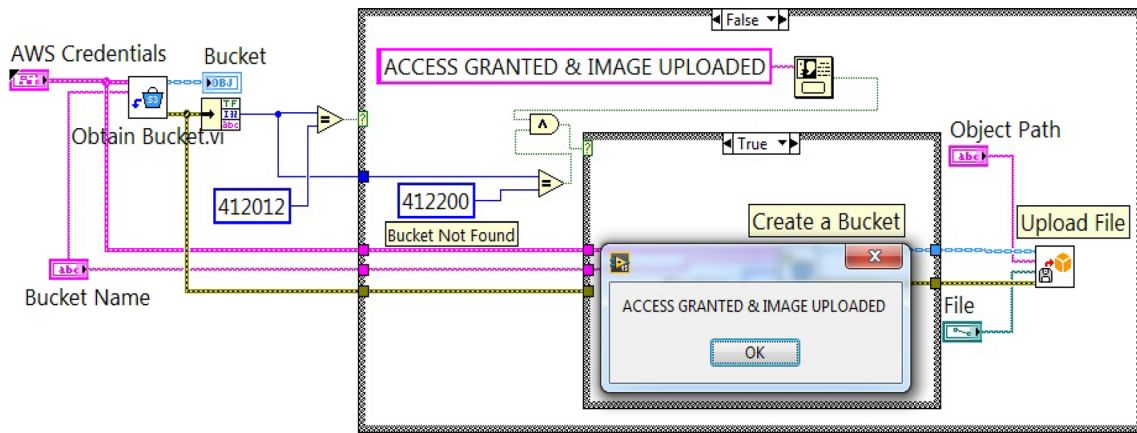 False
AWS Credentials
Bucket
ACCESS GRANTED & IMAGE UPLOADED
OBJ
TF
abc
Obtain Bucket.vi
True
Object Path
abc
412012
412200
Bucket Not Found
Create a Bucket
Upload File
abc
Bucket Name
ACCESS GRANTED & IMAGE UPLOADED
File
OK